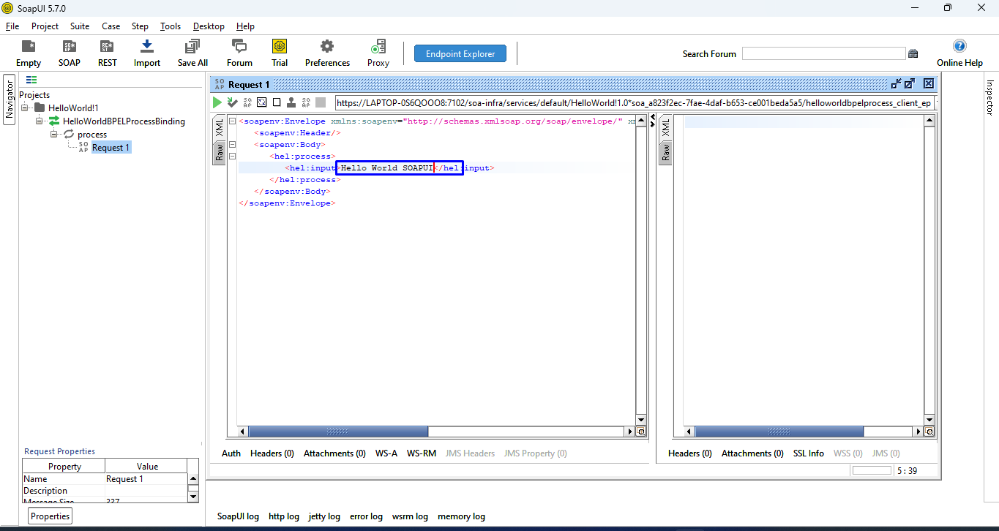 SoapUI 5.7.0
File Project Suite Case Step Tools Desktop Help
Empty SOAP REST Import Save All Forum Trial Preferences Proxy Endpoint Explorer Search Forum Online Help
Navigator
Projects
HelloWorld!1
HelloWorldBPELProcessBinding
process
SO AP Request 1
SO AP Request 1
https://LAPTOP-0S6QOOO8:7102/soa-infra/services/default/HelloWorld!1.0*soa_a823f2ec-7fae-4daf-b653-ce001beda5a5/helloworldbpelprocess_client_ep
XML
Raw
<soapenv:Envelope xmlns:soapenv="http://schemas.xmlsoap.org/soap/envelope/" xm
<soapenv:Header/>
<soapenv:Body>
<hel:process>
<hel:input>Hello World SOAPUI</hel:input>
</hel:process>
</soapenv:Body>
</soapenv:Envelope>
XML
Raw
Inspector
Auth Headers (0) Attachments (0) WS-A WS-RM JMS Headers JMS Property (0)
Headers (0) Attachments (0) SSL Info WSS (0) JMS (0)
5 : 39
Request Properties
Property Value
Name Request 1
Description
Message Size 337
Properties
SoapUI log http log jetty log error log wsrm log memory log